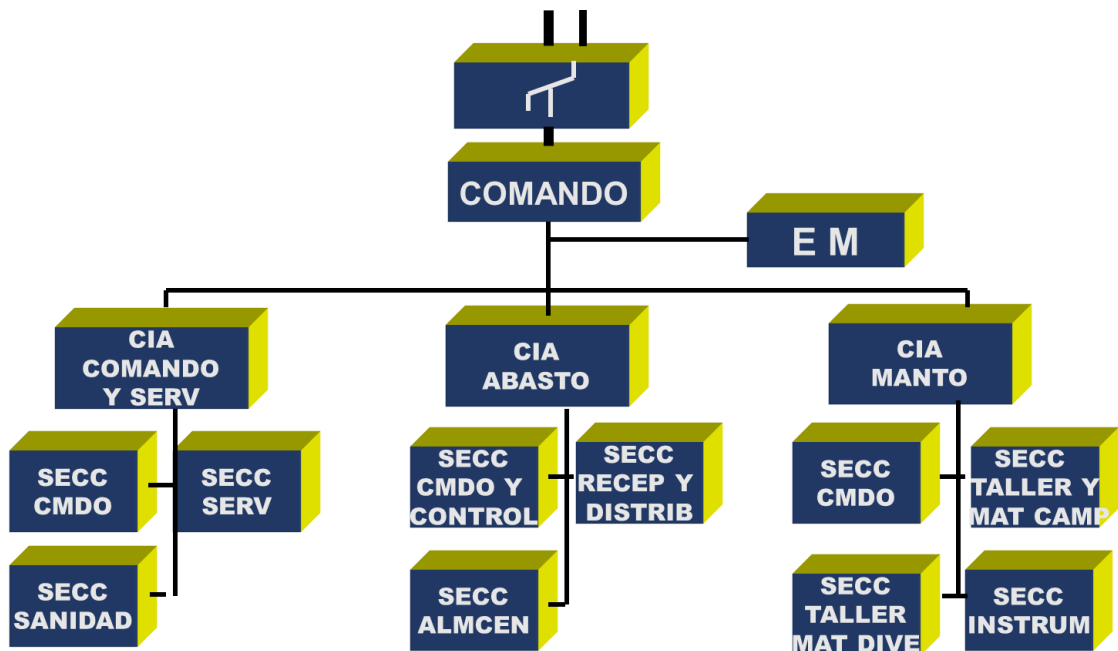 COMANDO
E M
CIA
COMANDO
Y SERV
CIA
ABASTO
CIA
MANTO
SECC
CMDO
SECC
SERV
SECC
CMDO Y
CONTROL
SECC
RECEP Y
DISTRIB
SECC
CMDO
SECC
TALLER Y
MAT CAMP
SECC
SANIDAD
SECC
ALMCEN
SECC
TALLER
MAT DIVE
SECC
INSTRUM